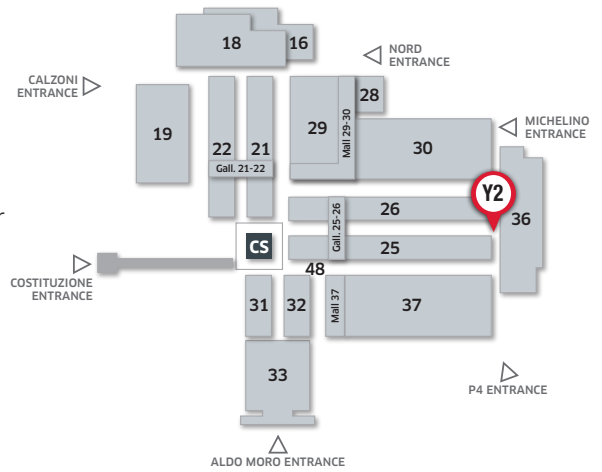 18
16
NORD
ENTRANCE
CALZONI
ENTRANCE
28
19
22
21
29
Mall 29-30
30
MICHELINO
ENTRANCE
Gall. 21-22
Y2
26
36
Gall. 25-26
CS
25
48
COSTITUZIONE
ENTRANCE
31
32
Mall 37
37
33
P4 ENTRANCE
ALDO MORO ENTRANCE